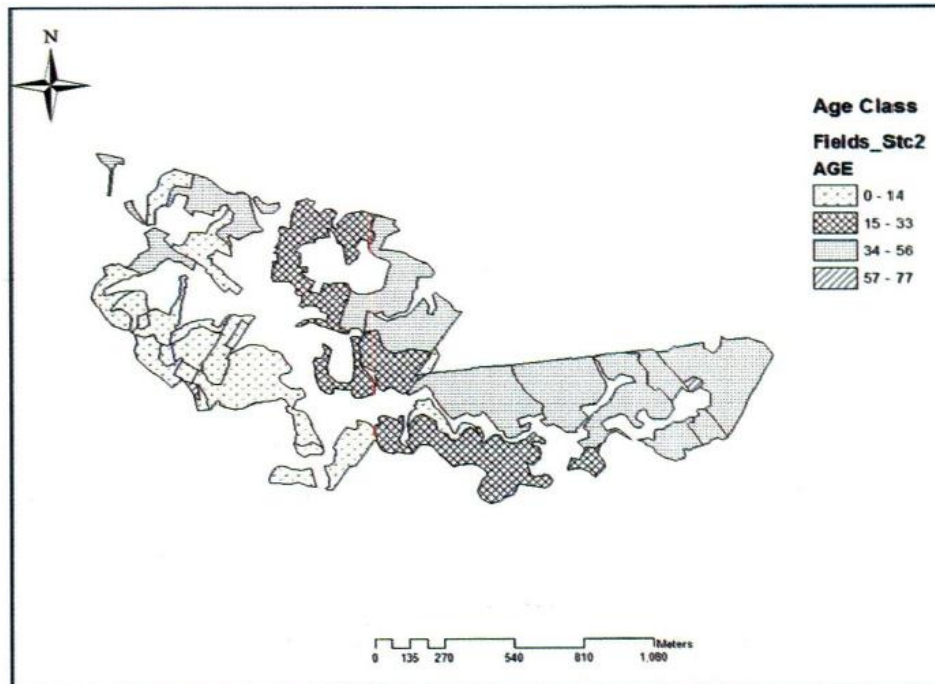 N
Age Class
Fields_Stc2
AGE
0 - 14
15 - 33
34 - 56
57 - 77
Meters
0 135 270 540 810 1,080